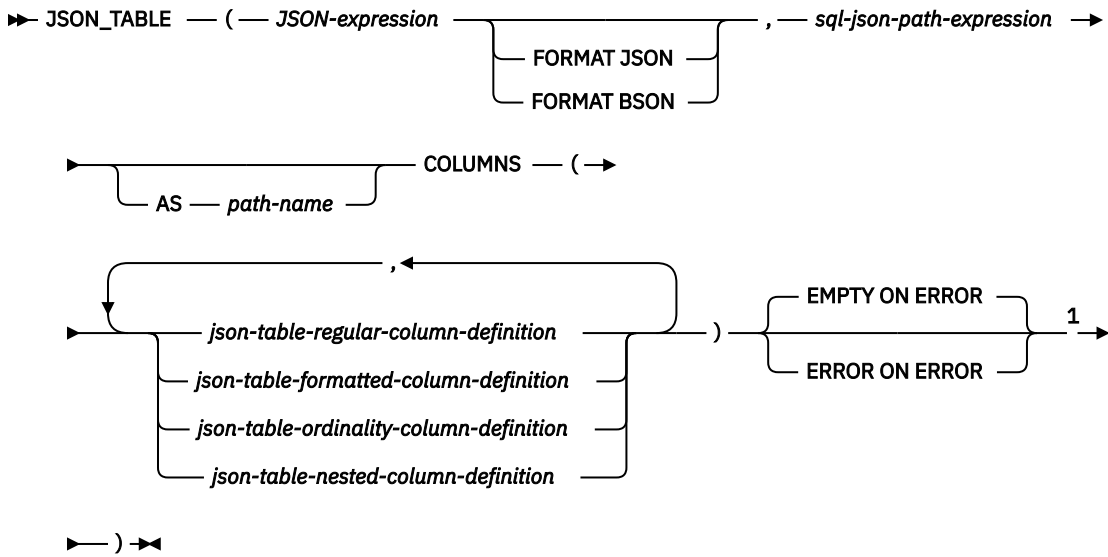 JSON_TABLE ( JSON-expression , sql-json-path-expression
FORMAT JSON
FORMAT BSON
COLUMNS (
AS path-name
,
EMPTY ON ERROR
json-table-regular-column-definition ) 1
ERROR ON ERROR
json-table-formatted-column-definition
json-table-ordinality-column-definition
json-table-nested-column-definition
)